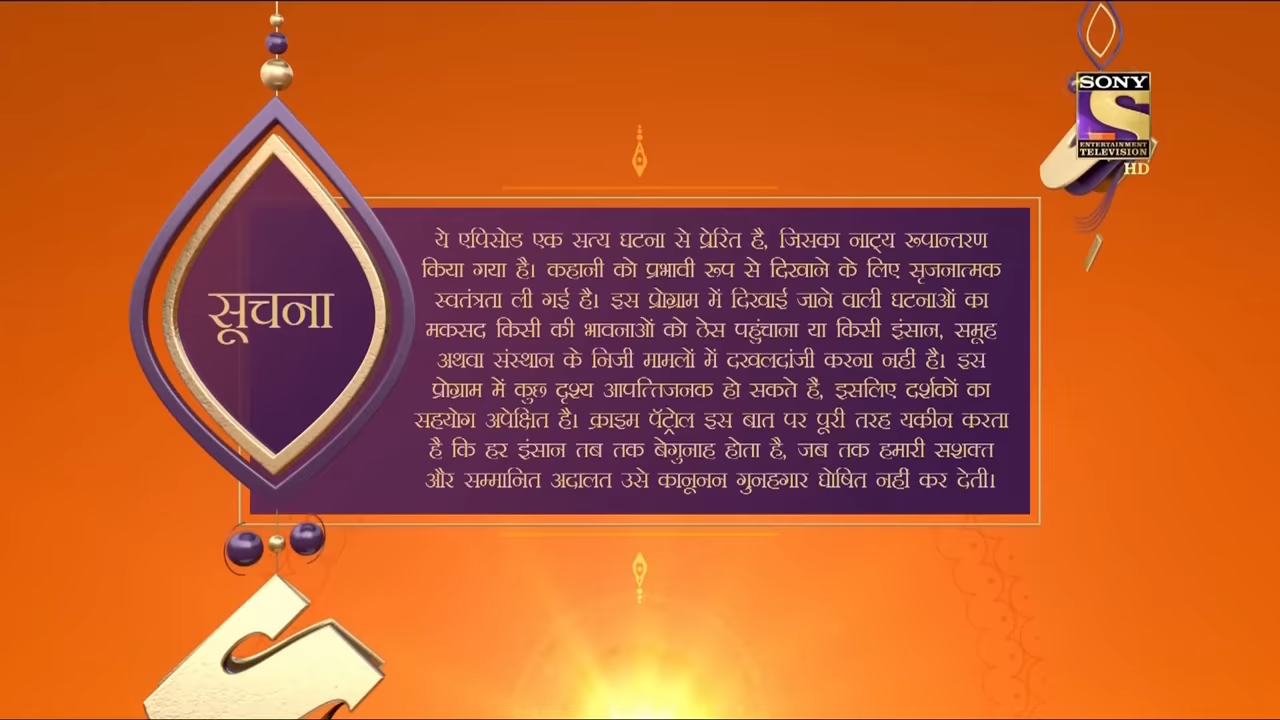 सूचना
ये एपिसोड एक सत्य घटना से प्रेरित है, जिसका नाट्य रूपान्तरण
किया गया है। कहानी को प्रभावी रूप से दिखाने के लिए सृजनात्मक
स्वतंत्रता ली गई है। इस प्रोग्राम में दिखाई जाने वाली घटनाओं का
मकसद किसी की भावनाओं को ठेस पहुंचाना या किसी इंसान, समूह
अथवा संस्थान के निजी मामलों में दखलदांजी करना नहीं है। इस
प्रोग्राम में कुछ दृश्य आपत्तिजनक हो सकते हैं, इसलिए दर्शकों का
सहयोग अपेक्षित है। क्राइम पॅट्रोल इस बात पर पूरी तरह यकीन करता
है कि हर इंसान तब तक बेगुनाह होता है, जब तक हमारी सशक्त
और सम्मानित अदालत उसे कानूनन गुनहगार घोषित नहीं कर देती।
SONY
ENTERTAINMENT
TELEVISION
HD